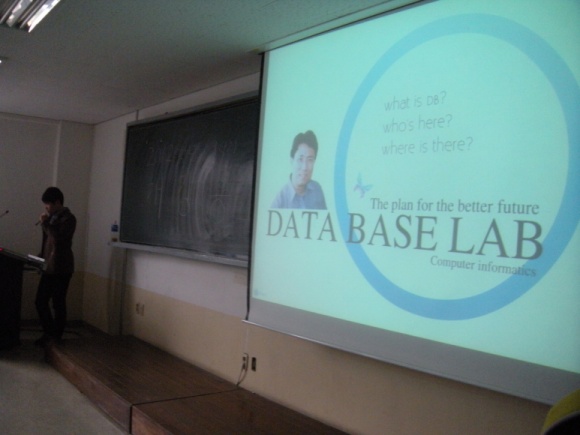 what is DB?
who's here?
where is there?
The plan for the better future
DATA BASE LAB
Computer informatics